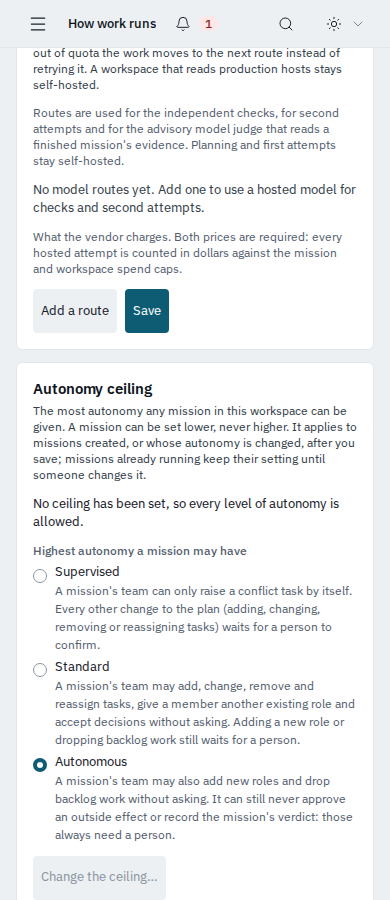 How work runs
1
out of quota the work moves to the next route instead of
retrying it. A workspace that reads production hosts stays
self-hosted.
Routes are used for the independent checks, for second
attempts and for the advisory model judge that reads a
finished mission's evidence. Planning and first attempts
stay self-hosted.
No model routes yet. Add one to use a hosted model for
checks and second attempts.
What the vendor charges. Both prices are required: every
hosted attempt is counted in dollars against the mission
and workspace spend caps.
Add a route
Save
Autonomy ceiling
The most autonomy any mission in this workspace can be
given. A mission can be set lower, never higher. It applies to
missions created, or whose autonomy is changed, after you
save; missions already running keep their setting until
someone changes it.
No ceiling has been set, so every level of autonomy is
allowed.
Highest autonomy a mission may have
Supervised
A mission's team can only raise a conflict task by itself.
Every other change to the plan (adding, changing,
removing or reassigning tasks) waits for a person to
confirm.
Standard
A mission's team may add, change, remove and
reassign tasks, give a member another existing role and
accept decisions without asking. Adding a new role or
dropping backlog work still waits for a person.
Autonomous
A mission's team may also add new roles and drop
backlog work without asking. It can still never approve
an outside effect or record the mission's verdict: those
always need a person.
Change the ceiling...